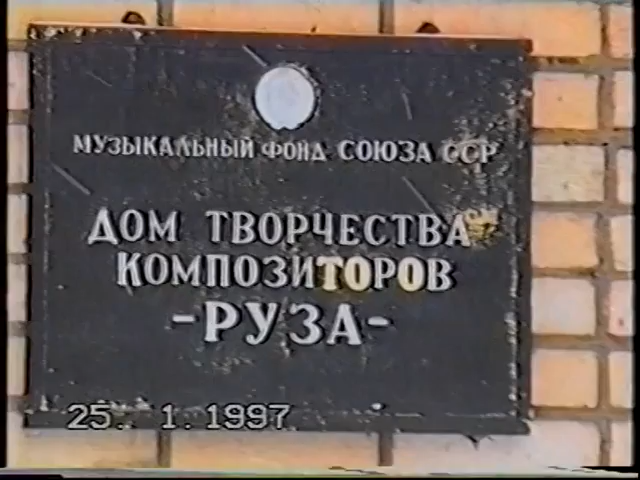 МУЗЫКАЛЬНЫЙ ФОНД СОЮЗА ССР
ДОМ ТВОРЧЕСТВА
КОМПОЗИТОРОВ
-РУЗА-
25. 1.1997